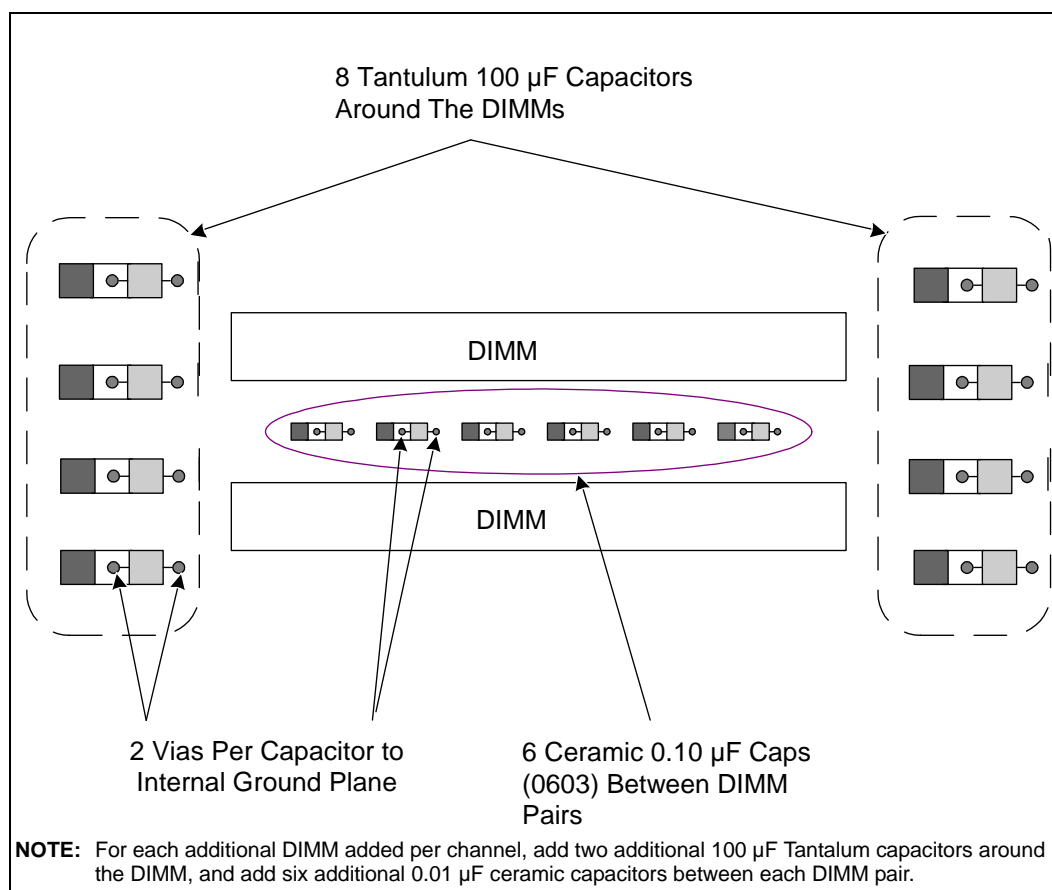 8 Tantulum 100 µF Capacitors
Around The DIMMs
DIMM
DIMM
2 Vias Per Capacitor to
Internal Ground Plane
6 Ceramic 0.10 µF Caps
(0603) Between DIMM
Pairs
NOTE: For each additional DIMM added per channel, add two additional 100 µF Tantalum capacitors around
the DIMM, and add six additional 0.01 µF ceramic capacitors between each DIMM pair.